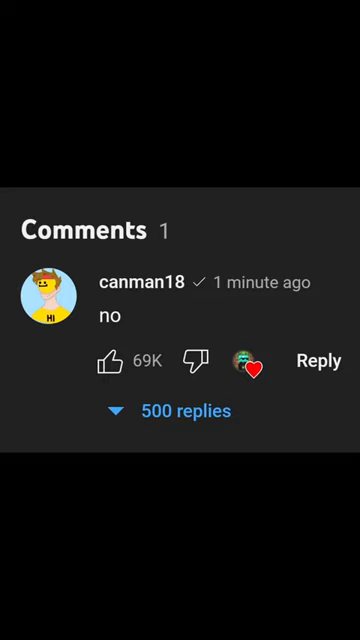 Comments 1
canman18 1 minute ago
no
69K Reply
500 replies
HI